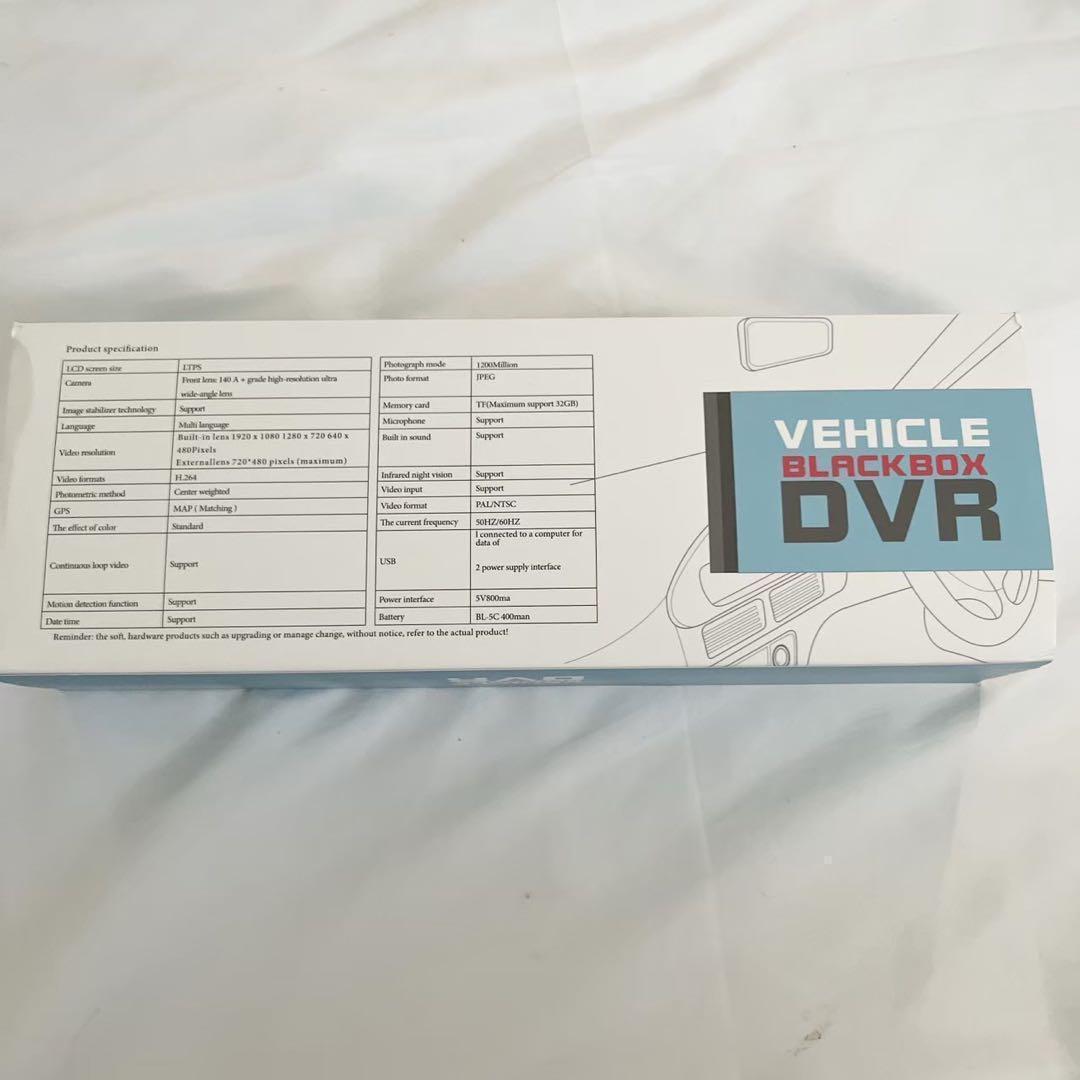 Product specification
LCD screen size LTPS
Camera Front lens: 140 A + grade high-resolution ultra
wide-angle lens
Image stabilizer technology Support
Language Multi language
Video resolution Built-in lens 1920 x 1080 1280 x 720 640 x
480Pixels
Externallens 720*480 pixels (maximum)
Video formats H.264
Photometric method Center weighted
GPS MAP ( Matching )
The effect of color Standard
Continuous loop video Support
Motion detection function Support
Date time Support
Photograph mode 1200Million
Photo format JPEG
Memory card TF(Maximum support 32GB)
Microphone Support
Built in sound Support
Infrared night vision Support
Video input Support
Video format PAL/NTSC
The current frequency 50HZ/60HZ
USB I connected to a computer for
data of
2 power supply interface
Power interface 5V800ma
Battery BL-5C 400man
Reminder: the soft, hardware products such as upgrading or manage change, without notice, refer to the actual product!
VEHICLE
BLACKBOX
DVR
DVR